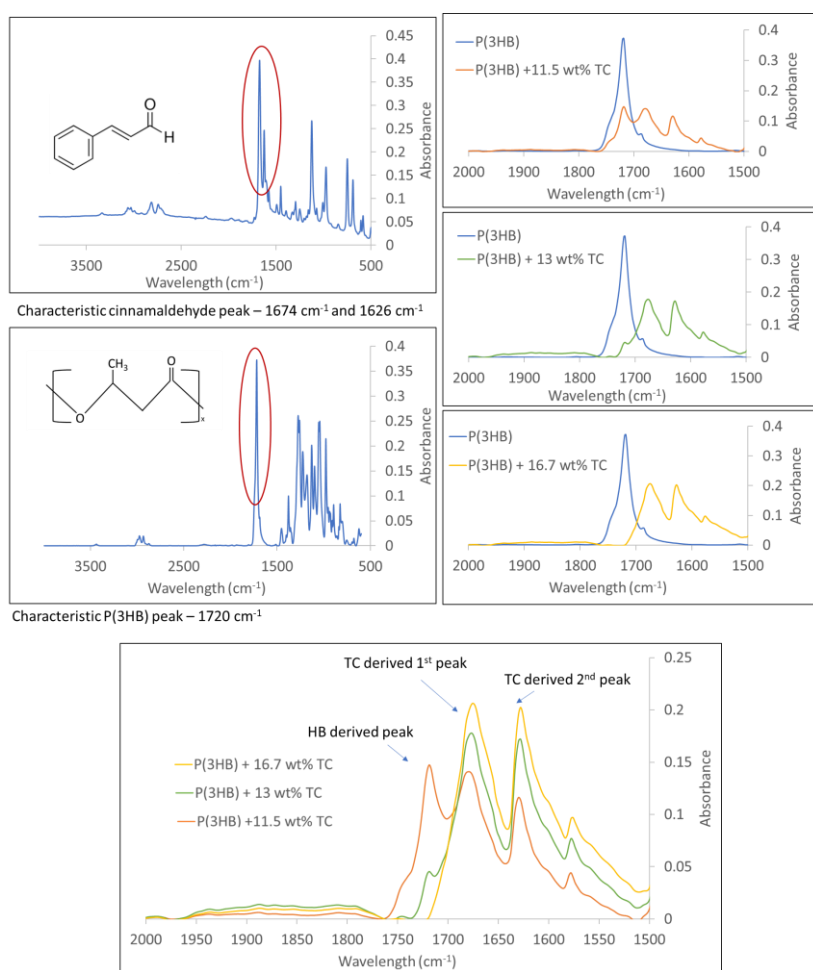 0.45
0.4
0.35
0.3
0.25
0.2
0.15
0.1
0.05
0
Absorbance
O
H
3500
2500
1500
500
Wavelength (cm-1)
Characteristic cinnamaldehyde peak – 1674 cm-1 and 1626 cm-1
0.4
0.35
0.3
0.25
0.2
0.15
0.1
0.05
0
Absorbance
CH3
O
O
x
3500
2500
1500
500
Wavelength (cm-1)
Characteristic P(3HB) peak – 1720 cm-1
P(3HB)
P(3HB) +11.5 wt% TC
0.4
0.3
0.2
0.1
0
Absorbance
2000
1900
1800
1700
1600
1500
Wavelength (cm-1)
P(3HB)
P(3HB) + 13 wt% TC
0.4
0.3
0.2
0.1
0
Absorbance
2000
1900
1800
1700
1600
1500
Wavelength (cm-1)
P(3HB)
P(3HB) + 16.7 wt% TC
0.4
0.3
0.2
0.1
0
Absorbance
2000
1900
1800
1700
1600
1500
Wavelength (cm-1)
TC derived 1st peak
TC derived 2nd peak
HB derived peak
P(3HB) + 16.7 wt% TC
P(3HB) + 13 wt% TC
P(3HB) +11.5 wt% TC
0.25
0.2
0.15
0.1
0.05
0
Absorbance
2000
1950
1900
1850
1800
1750
1700
1650
1600
1550
1500
Wavelength (cm-1)